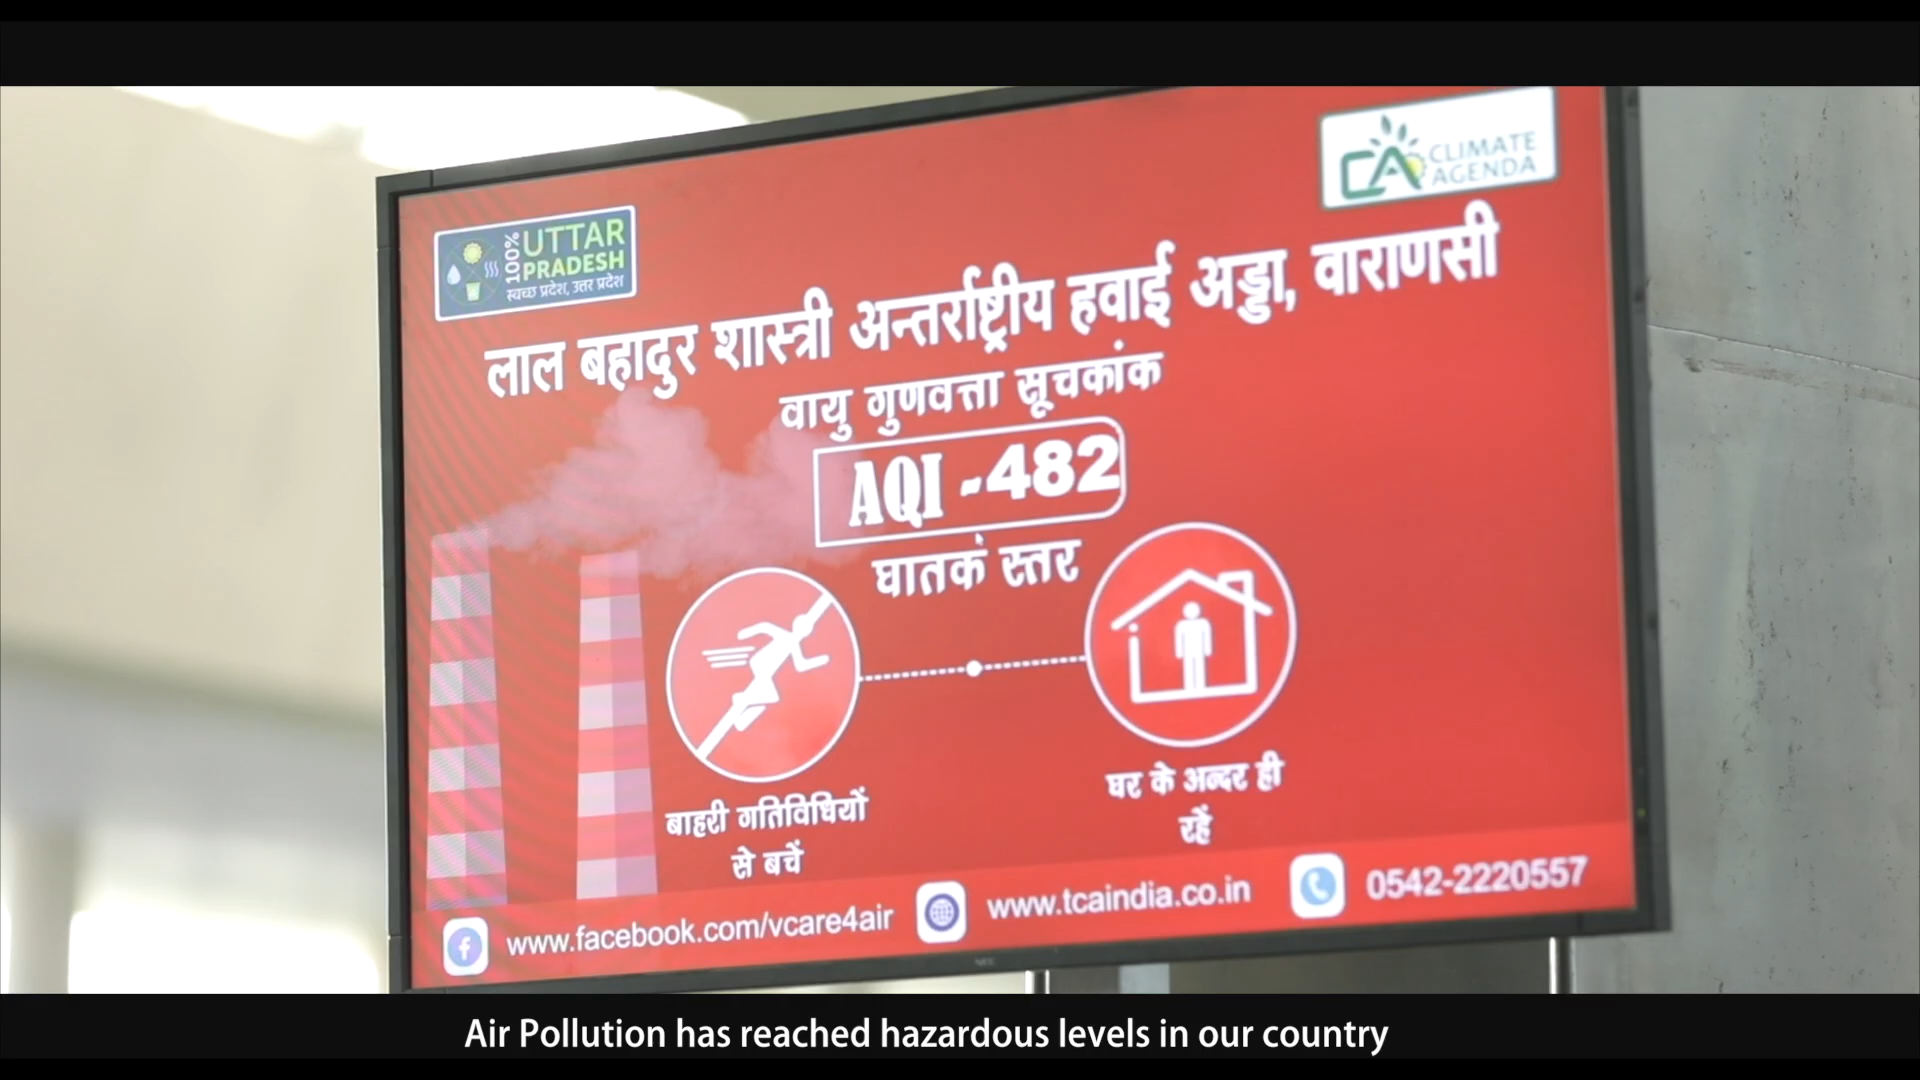 CA CLIMATE AGENDA
100% UTTAR PRADESH
स्वच्छ प्रदेश, उत्तर प्रदेश
लाल बहादुर शास्त्री अन्तर्राष्ट्रीय हवाई अड्डा, वाराणसी
वायु गुणवत्ता सूचकांक
AQI -482
घातक स्तर
बाहरी गतिविधियों
से बचें
घर के अन्दर ही
रहें
www.facebook.com/vcare4air
www.tcaindia.co.in
0542-2220557
NEC
Air Pollution has reached hazardous levels in our country